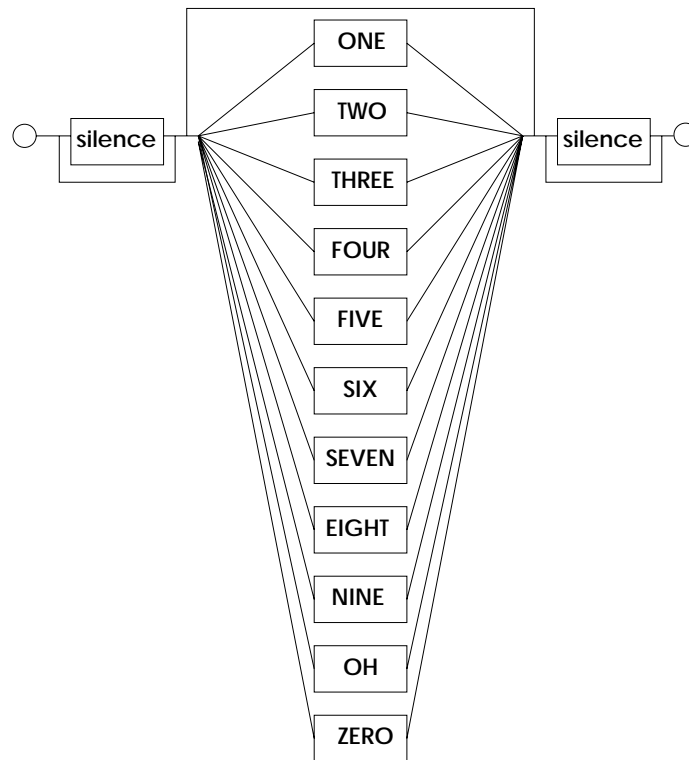 ONE
TWO
silence
silence
THREE
FOUR
FIVE
SIX
SEVEN
EIGHT
NINE
OH
ZERO